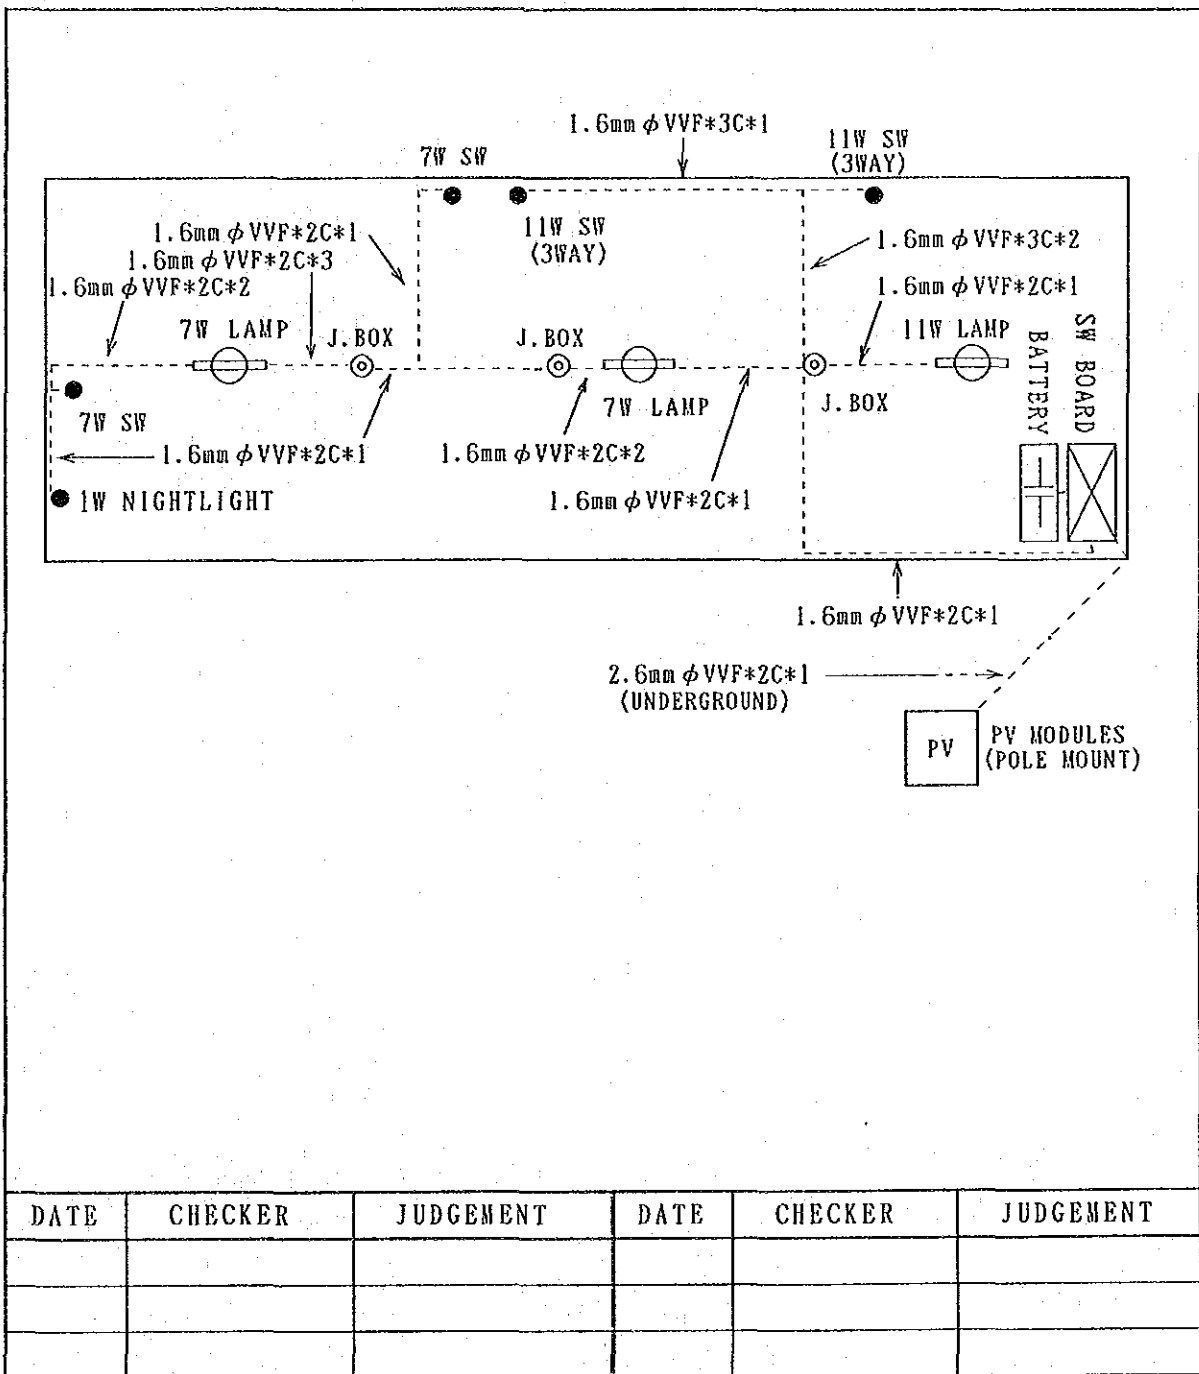 1.6mmφVVF*3C*1
7W SW
11W SW
(3WAY)
1.6mmφVVF*2C*1
1.6mmφVVF*2C*3
1.6mmφVVF*2C*2
11W SW
(3WAY)
1.6mmφVVF*3C*2
1.6mmφVVF*2C*1
7W LAMP
J.BOX
J.BOX
11W LAMP
BATTERY
SW BOARD
7W SW
7W LAMP
J.BOX
1.6mmφVVF*2C*1
1.6mmφVVF*2C*2
1W NIGHTLIGHT
1.6mmφVVF*2C*1
1.6mmφVVF*2C*1
2.6mmφVVF*2C*1
(UNDERGROUND)
PV
PV MODULES
(POLE MOUNT)
DATE CHECKER JUDGEMENT DATE CHECKER JUDGEMENT